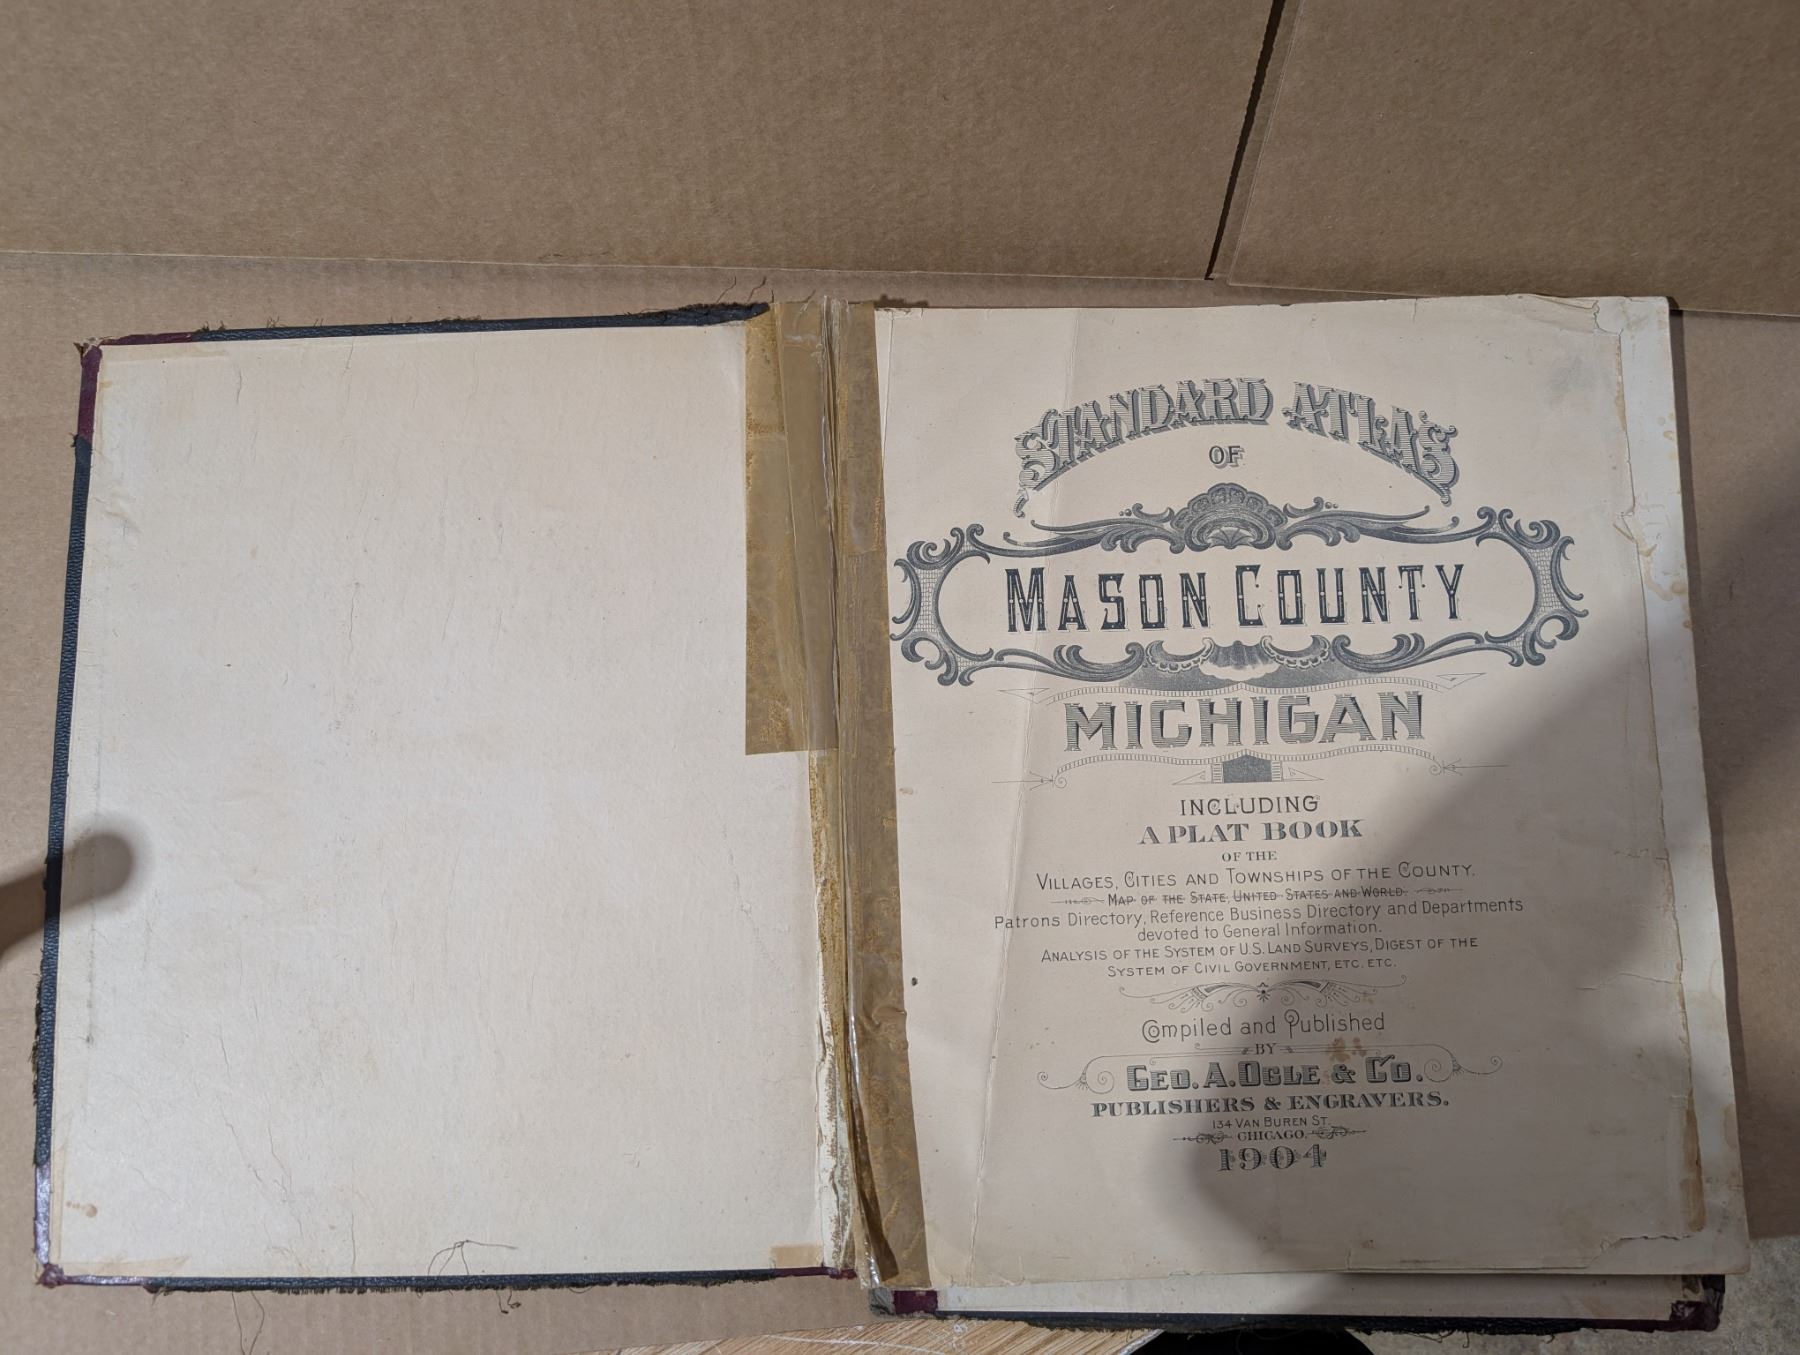 STANDARD ATLAS
OF
MASON COUNTY
MICHIGAN
INCLUDING
A PLAT BOOK
OF THE
VILLAGES, CITIES AND TOWNSHIPS OF THE COUNTY.
MAP OF THE STATE, UNITED STATES AND WORLD.
Patrons Directory, Reference Business Directory and Departments
devoted to General Information.
ANALYSIS OF THE SYSTEM OF U.S. LAND SURVEYS, DIGEST OF THE
SYSTEM OF CIVIL GOVERNMENT, ETC. ETC.
Compiled and Published
BY
GEO. A. OGLE & CO.
PUBLISHERS & ENGRAVERS.
134 VAN BUREN ST.
CHICAGO.
1904